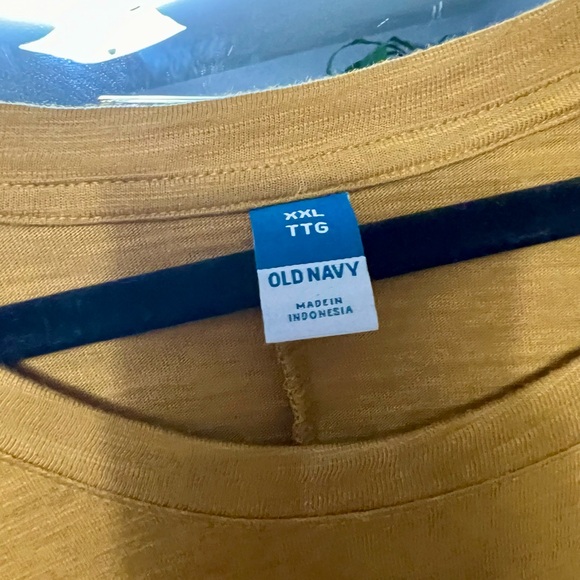 XXL
TTG
OLD NAVY
MADE IN
INDONESIA